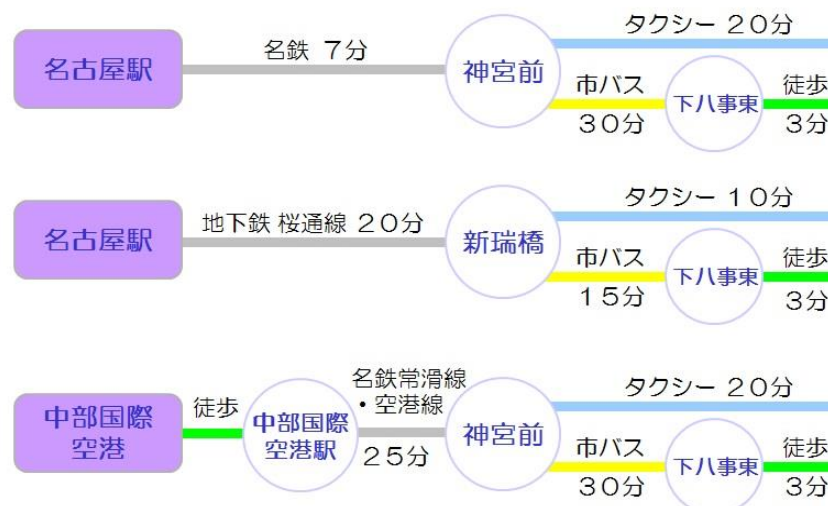 名古屋駅
名鉄 7分
神宮前
タクシー 20分
市バス
30分
下八事東
徒歩
3分
名古屋駅
地下鉄 桜通線 20分
新瑞橋
タクシー 10分
市バス
15分
下八事東
徒歩
3分
中部国際
空港
徒歩
中部国際
空港駅
名鉄常滑線
・空港線
25分
神宮前
タクシー 20分
市バス
30分
下八事東
徒歩
3分